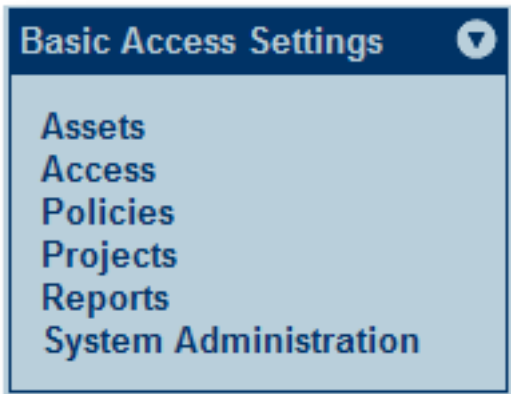 Basic Access Settings
Assets
Access
Policies
Projects
Reports
System Administration